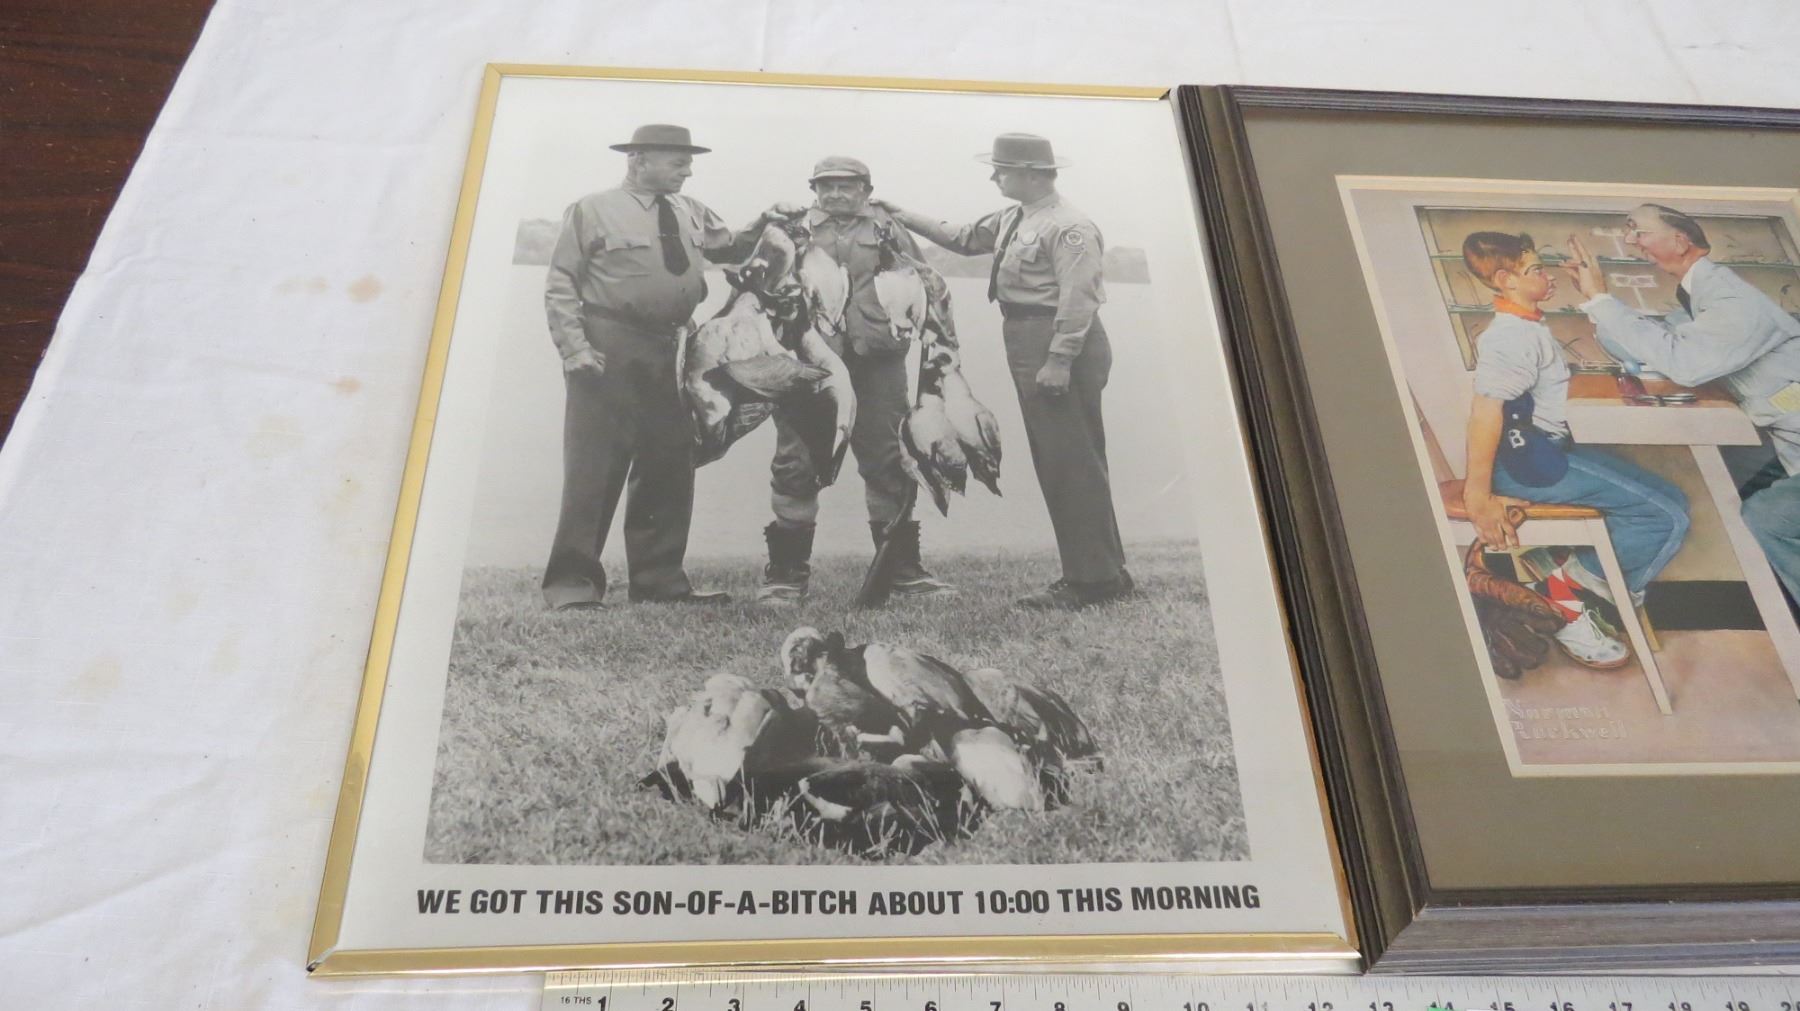 WE GOT THIS SON-OF-A-BITCH ABOUT 10:00 THIS MORNING
B
Norman
Rockwell
16 THS 1 2 3 4 5 6 7 8 9 10 11 12 13 14 15 16 17 18 19 20